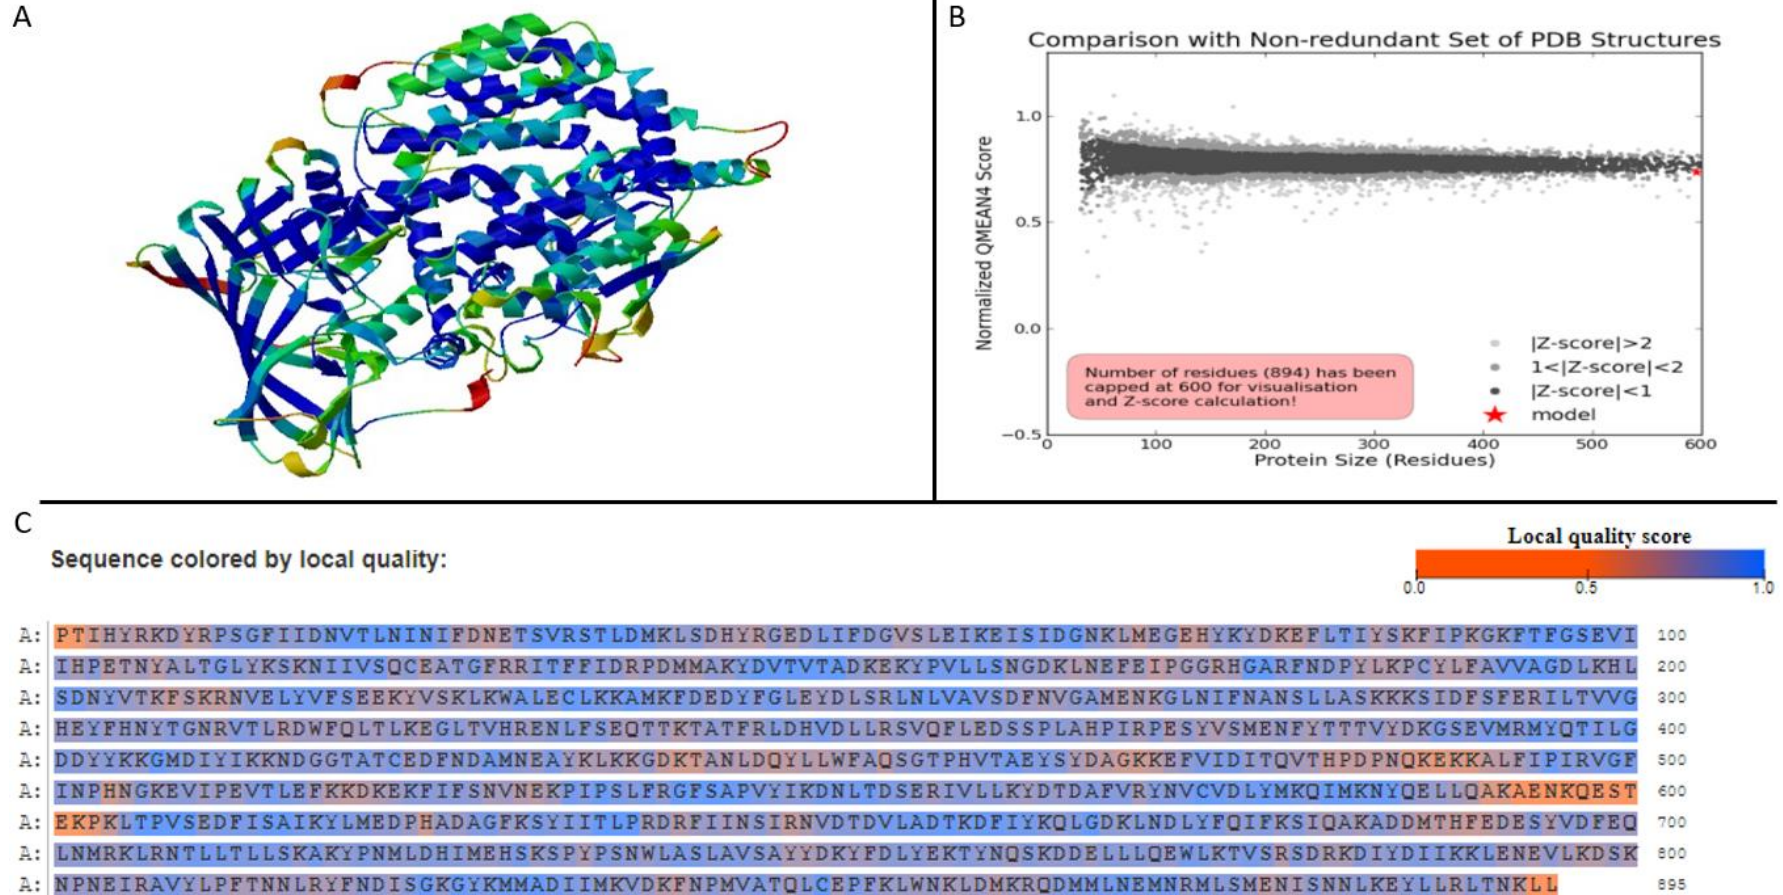 A
B
Comparison with Non-redundant Set of PDB Structures
Normalized QMEAN4 Score
1.0
0.5
0.0
−0.5
0 100 200 300 400 500 600
Protein Size (Residues)
Number of residues (894) has been
capped at 600 for visualisation
and Z-score calculation!
|Z-score|>2
1<|Z-score|<2
|Z-score|<1
model
C
Sequence colored by local quality:
Local quality score
0.0 0.5 1.0
A: PTIHYRKDYRPSGFIIDNVTLNINIFDNETSVRSTLDMKLSDHYRGEDLIFDGVSLEIKEISIDGNKLMEGEHYKYDKEFLTIYSKFIPKGKFTFGSEVI 100
A: IHPETNYALTGLYKSKNIIVSQCEATGFRRITFFIDRPDMMAKYDVTVTADKEKYPVLLSNGDKLNEFEIPGGRHGARFNDPYLKPCYLFAVVAGDLKHL 200
A: SDNYVTKFSKRNVELYVFSEEKYVSKLKWALECLKKAMKFDEDYFGLEYDLSRLNLVAVSDFNVGAMENKGLNIFNANSLLASKKKSIDFSFERILTVVG 300
A: HEYFHNYTGNRVTLRDWFQLTLKEGLTVHRENLFSEQTTKTATFRLDHVDLLRSVQFLEDSSPLAHPIRPESYVSMENFYTTTVYDKGSEVMRMYQTILG 400
A: DDYYKKGMDIYIKKNDGGTATCEDFNDAMNEAYKLKKGDKTANLDQYLLWFAQSGTPHVTAEYSYDAGKKEFVIDITQVTHPDPNQKEKKALFIPIRVGF 500
A: INPHNGKEVIPEVTLEFKKDKEKFIFSNVNEKPIPSLFRGFSAPVYIKDNLTDSERIVLLKYDTDAFVRYNVCVDLYMKQIMKNYQELLQAKAENKQEST 600
A: EKPKLTPVSEDFISAIKYLMEDPHADAGFKSYIITLPRDRFIINSIRNVDTDVLADTKDFIYKQLGDKLNDLYFQIFKSIQAKADDMTHFEDESYVDFEQ 700
A: LNMRKLRNTLLTLLSKAKYPNMLDHIMEHSKSPYPSNWLASLAVSAYYDKYFDLYEKTYNQSKDDELLLQEWLKTVSRSDRKDIYDIIKKLENEVLKDSK 800
A: NPNEIRAVYLPFTNNLRYFNDISGKGYKMMADIIMKVDKFNPMVATQLCEPFKLWNKLDMKRQDMMLNEMNRMLSMENISNNLKEYLLRLTNKLL 895